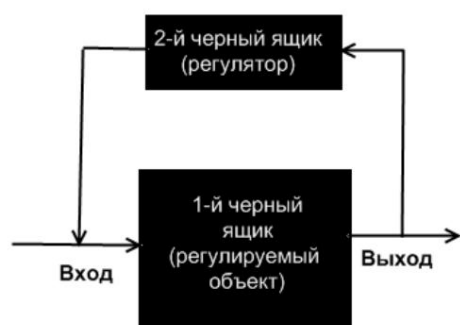 2-й черный ящик
(регулятор)
1-й черный
ящик
(регулируемый
объект)
Вход
Выход